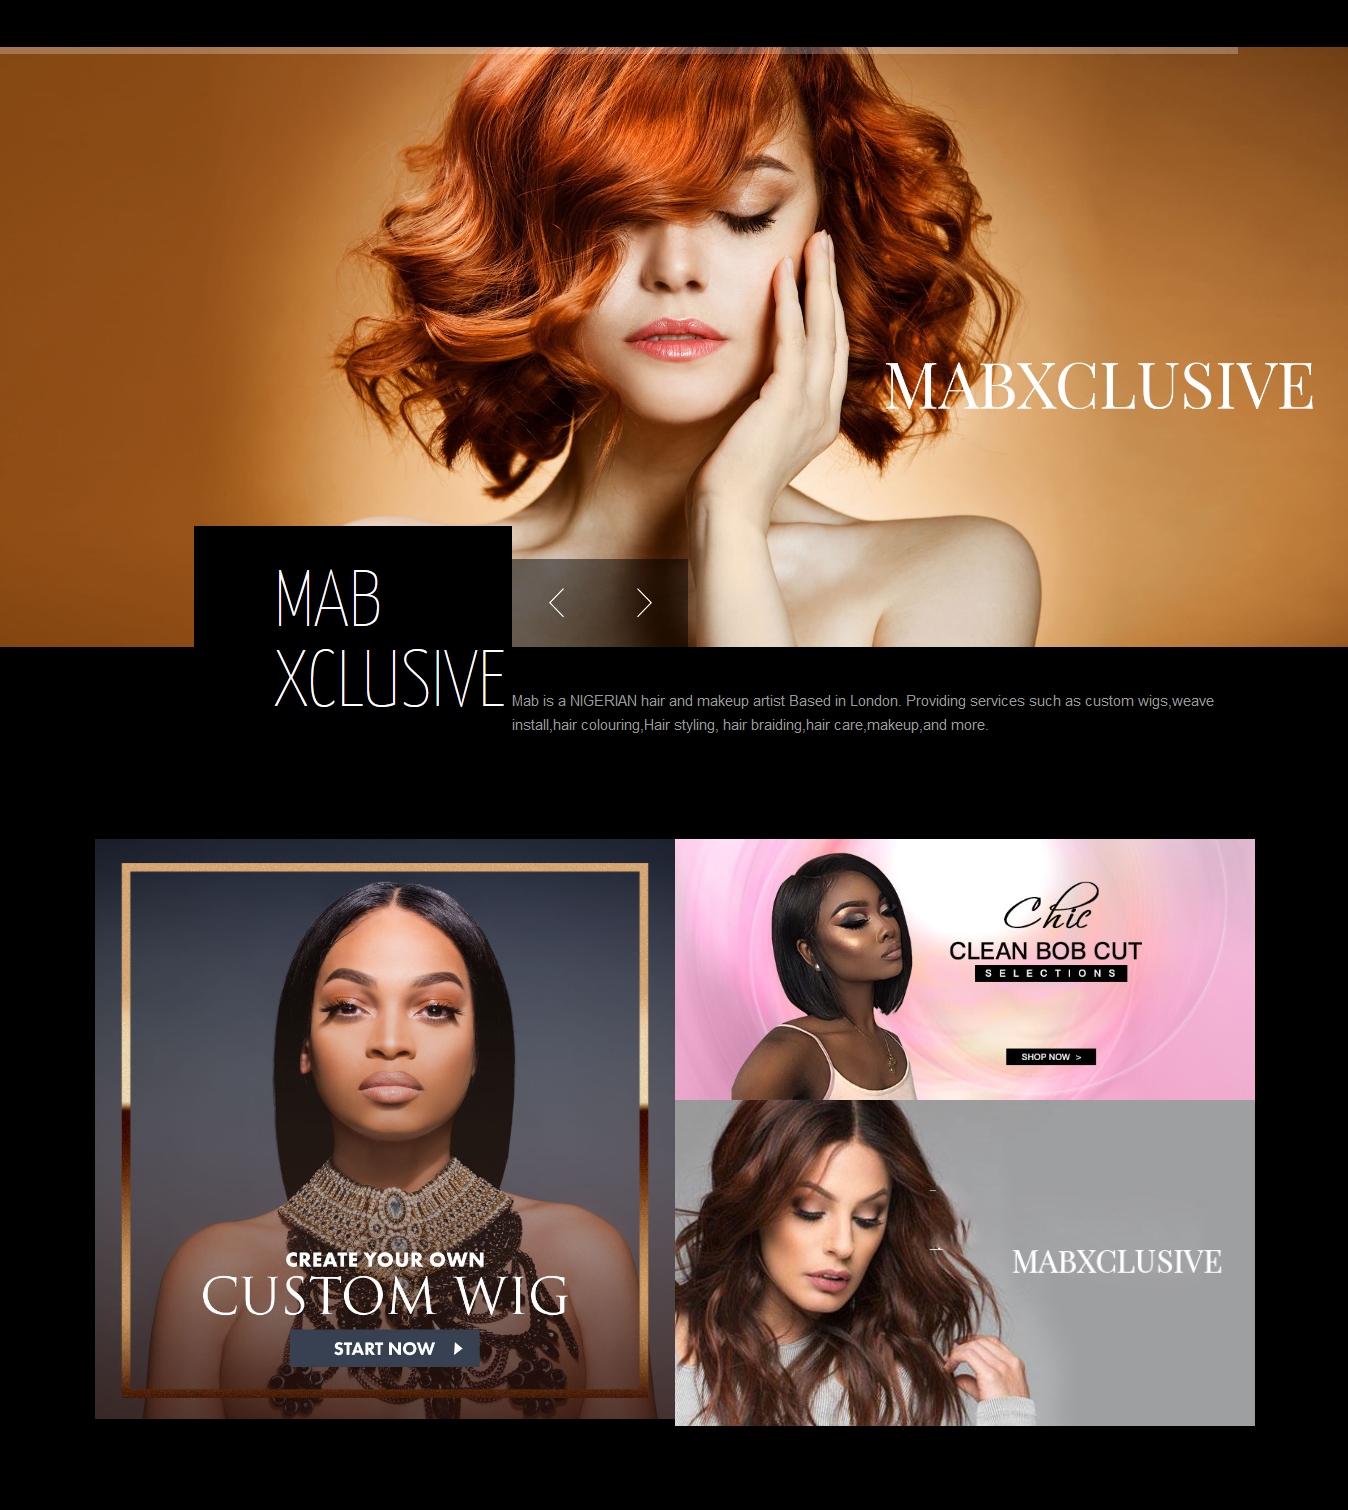 MABXCLUSIVE
MAB
XCLUSIVE
Mab is a NIGERIAN hair and makeup artist Based in London. Providing services such as custom wigs,weave
install,hair colouring,Hair styling, hair braiding,hair care,makeup,and more.
CREATE YOUR OWN
CUSTOM WIG
START NOW
Chic
CLEAN BOB CUT
SELECTIONS
SHOP NOW >
MABXCLUSIVE